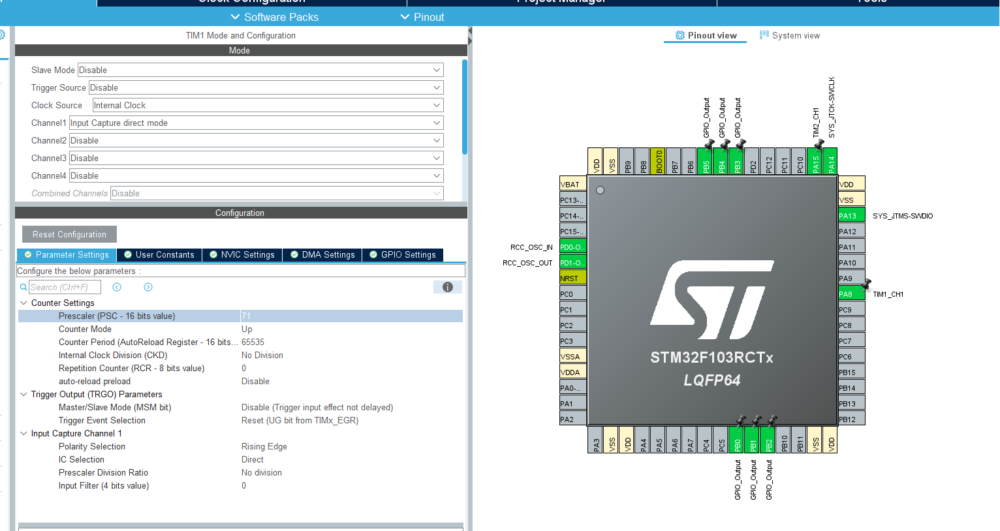 Clock Configuration
Project Manager
Tools
Software Packs
Pinout
TIM1 Mode and Configuration
Mode
Slave Mode Disable
Trigger Source Disable
Clock Source Internal Clock
Channel1 Input Capture direct mode
Channel2 Disable
Channel3 Disable
Channel4 Disable
Combined Channels Disable
Configuration
Reset Configuration
Parameter Settings
User Constants
NVIC Settings
DMA Settings
GPIO Settings
Configure the below parameters :
Search (Ctrl+F)
Counter Settings
Prescaler (PSC - 16 bits value) 71
Counter Mode Up
Counter Period (AutoReload Register - 16 bits... 65535
Internal Clock Division (CKD) No Division
Repetition Counter (RCR - 8 bits value) 0
auto-reload preload Disable
Trigger Output (TRGO) Parameters
Master/Slave Mode (MSM bit) Disable (Trigger input effect not delayed)
Trigger Event Selection Reset (UG bit from TIMx_EGR)
Input Capture Channel 1
Polarity Selection Rising Edge
IC Selection Direct
Prescaler Division Ratio No division
Input Filter (4 bits value) 0
Pinout view
System view
GPIO_Output
GPIO_Output
GPIO_Output
TIM2_CH1
SYS_JTCK-SWCLK
VDD
VSS
PB9
PB8
BOOT0
PB7
PB6
PB5
PB4
PB3
PD2
PC12
PC11
PC10
PA15
PA14
VBAT
PC13-..
PC14-..
PC15-..
RCC_OSC_IN PD0-O..
RCC_OSC_OUT PD1-O..
NRST
PC0
PC1
PC2
PC3
VSSA
VDDA
PA0-..
PA1
PA2
ST
STM32F103RCTx
LQFP64
VDD
VSS
PA13 SYS_JTMS-SWDIO
PA12
PA11
PA10
PA9
PA8 TIM1_CH1
PC9
PC8
PC7
PC6
PB15
PB14
PB13
PB12
PA3
VSS
VDD
PA4
PA5
PA6
PA7
PC4
PC5
PB0
PB1
PB2
PB10
PB11
VSS
VDD
GPIO_Output
GPIO_Output
GPIO_Output